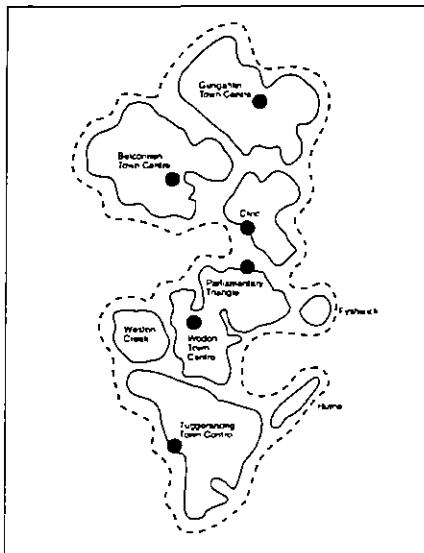 Gungahlin
Town Centre
Belconnen
Town Centre
Civic
Parliamentary
Triangle
Fyshwick
Weston
Creek
Woden
Town
Centre
Hume
Tuggeranong
Town Centre